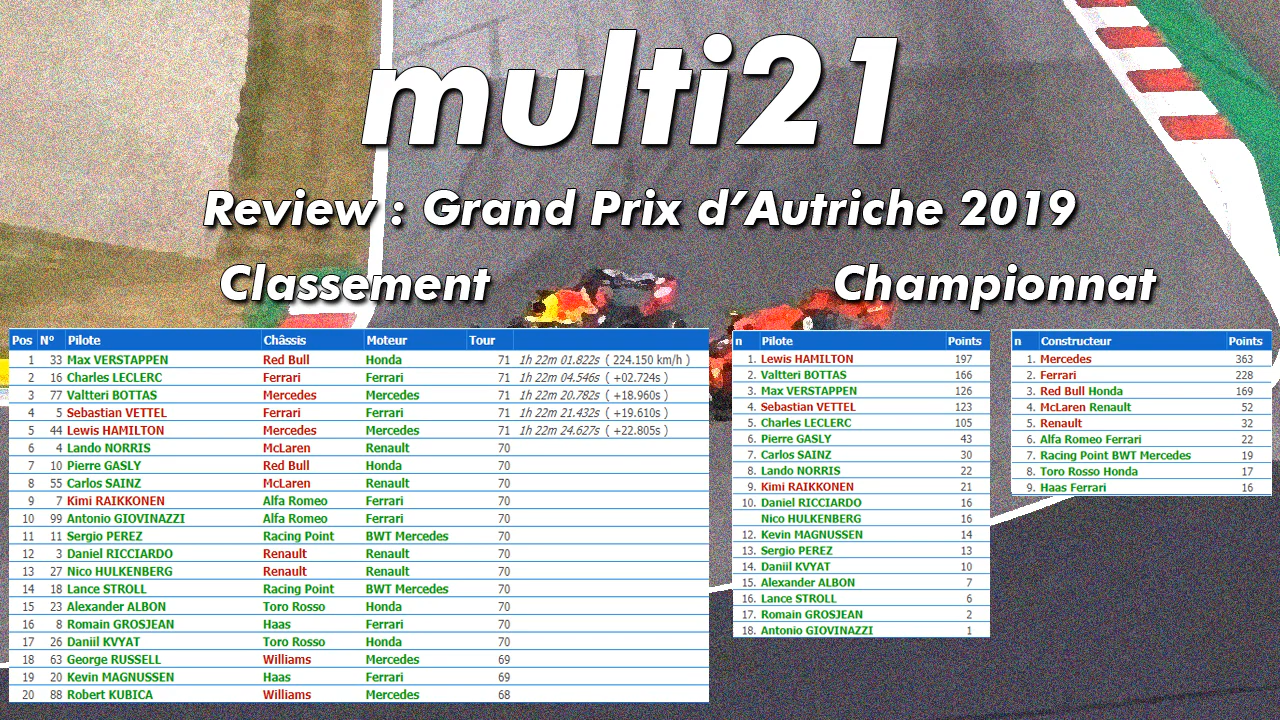 multi21
Review : Grand Prix d’Autriche 2019
Classement
Championnat
Pos Nº Pilote Châssis Moteur Tour
1 33 Max VERSTAPPEN Red Bull Honda 71 1h 22m 01.822s ( 224.150 km/h )
2 16 Charles LECLERC Ferrari Ferrari 71 1h 22m 04.546s ( +02.724s )
3 77 Valtteri BOTTAS Mercedes Mercedes 71 1h 22m 20.782s ( +18.960s )
4 5 Sebastian VETTEL Ferrari Ferrari 71 1h 22m 21.432s ( +19.610s )
5 44 Lewis HAMILTON Mercedes Mercedes 71 1h 22m 24.627s ( +22.805s )
6 4 Lando NORRIS McLaren Renault 70
7 10 Pierre GASLY Red Bull Honda 70
8 55 Carlos SAINZ McLaren Renault 70
9 7 Kimi RAIKKONEN Alfa Romeo Ferrari 70
10 99 Antonio GIOVINAZZI Alfa Romeo Ferrari 70
11 11 Sergio PEREZ Racing Point BWT Mercedes 70
12 3 Daniel RICCIARDO Renault Renault 70
13 27 Nico HULKENBERG Renault Renault 70
14 18 Lance STROLL Racing Point BWT Mercedes 70
15 23 Alexander ALBON Toro Rosso Honda 70
16 8 Romain GROSJEAN Haas Ferrari 70
17 26 Daniil KVYAT Toro Rosso Honda 70
18 63 George RUSSELL Williams Mercedes 69
19 20 Kevin MAGNUSSEN Haas Ferrari 69
20 88 Robert KUBICA Williams Mercedes 68
n Pilote Points
1. Lewis HAMILTON 197
2. Valtteri BOTTAS 166
3. Max VERSTAPPEN 126
4. Sebastian VETTEL 123
5. Charles LECLERC 105
6. Pierre GASLY 43
7. Carlos SAINZ 30
8. Lando NORRIS 22
9. Kimi RAIKKONEN 21
10. Daniel RICCIARDO 16
Nico HULKENBERG 16
12. Kevin MAGNUSSEN 14
13. Sergio PEREZ 13
14. Daniil KVYAT 10
15. Alexander ALBON 7
16. Lance STROLL 6
17. Romain GROSJEAN 2
18. Antonio GIOVINAZZI 1
n Constructeur Points
1. Mercedes 363
2. Ferrari 228
3. Red Bull Honda 169
4. McLaren Renault 52
5. Renault 32
6. Alfa Romeo Ferrari 22
7. Racing Point BWT Mercedes 19
8. Toro Rosso Honda 17
9. Haas Ferrari 16